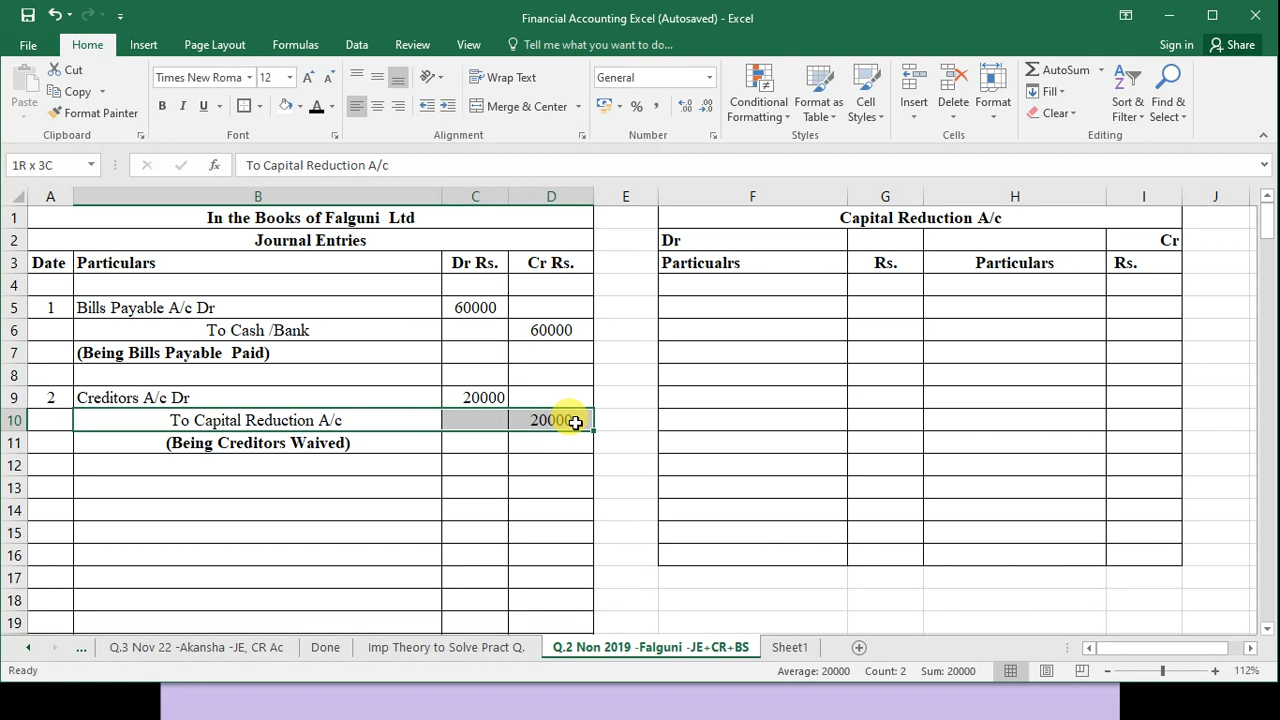 Financial Accounting Excel (Autosaved) - Excel
File Home Insert Page Layout Formulas Data Review View Tell me what you want to do... Sign in Share
Paste
Cut
Copy
Format Painter
Clipboard
Times New Roma 12 A A
B I U A
Font
Wrap Text
Merge & Center
Alignment
General
% ,
Number
Conditional Formatting
Format as Table
Cell Styles
Styles
Insert Delete Format
Cells
AutoSum
Fill
Clear
Sort & Filter
Find & Select
Editing
1R x 3C fx To Capital Reduction A/c
A B C D E F G H I J
1 In the Books of Falguni Ltd Capital Reduction A/c
2 Journal Entries Dr Cr
3 Date Particulars Dr Rs. Cr Rs. Particualrs Rs. Particulars Rs.
4
5 1 Bills Payable A/c Dr 60000
6 To Cash /Bank 60000
7 (Being Bills Payable Paid)
8
9 2 Creditors A/c Dr 20000
10 To Capital Reduction A/c 20000
11 (Being Creditors Waived)
12
13
14
15
16
17
18
19
... Q.3 Nov 22 -Akansha -JE, CR Ac Done Imp Theory to Solve Pract Q. Q.2 Non 2019 -Falguni -JE+CR+BS Sheet1
Ready Average: 20000 Count: 2 Sum: 20000 112%